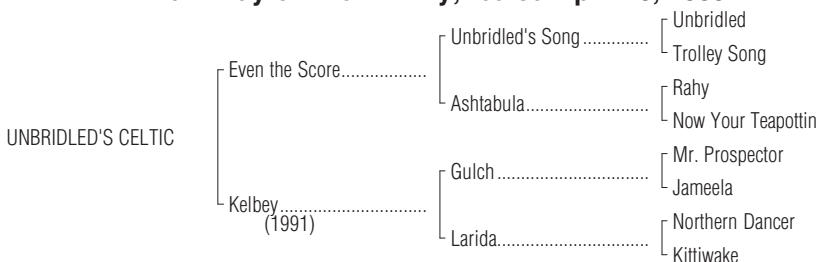 Unbridled
Unbridled's Song
Trolley Song
Even the Score
Rahy
Ashtabula
Now Your Teapottin
UNBRIDLED'S CELTIC
Mr. Prospector
Gulch
Jameela
Kelbey
(1991)
Northern Dancer
Larida
Kittiwake